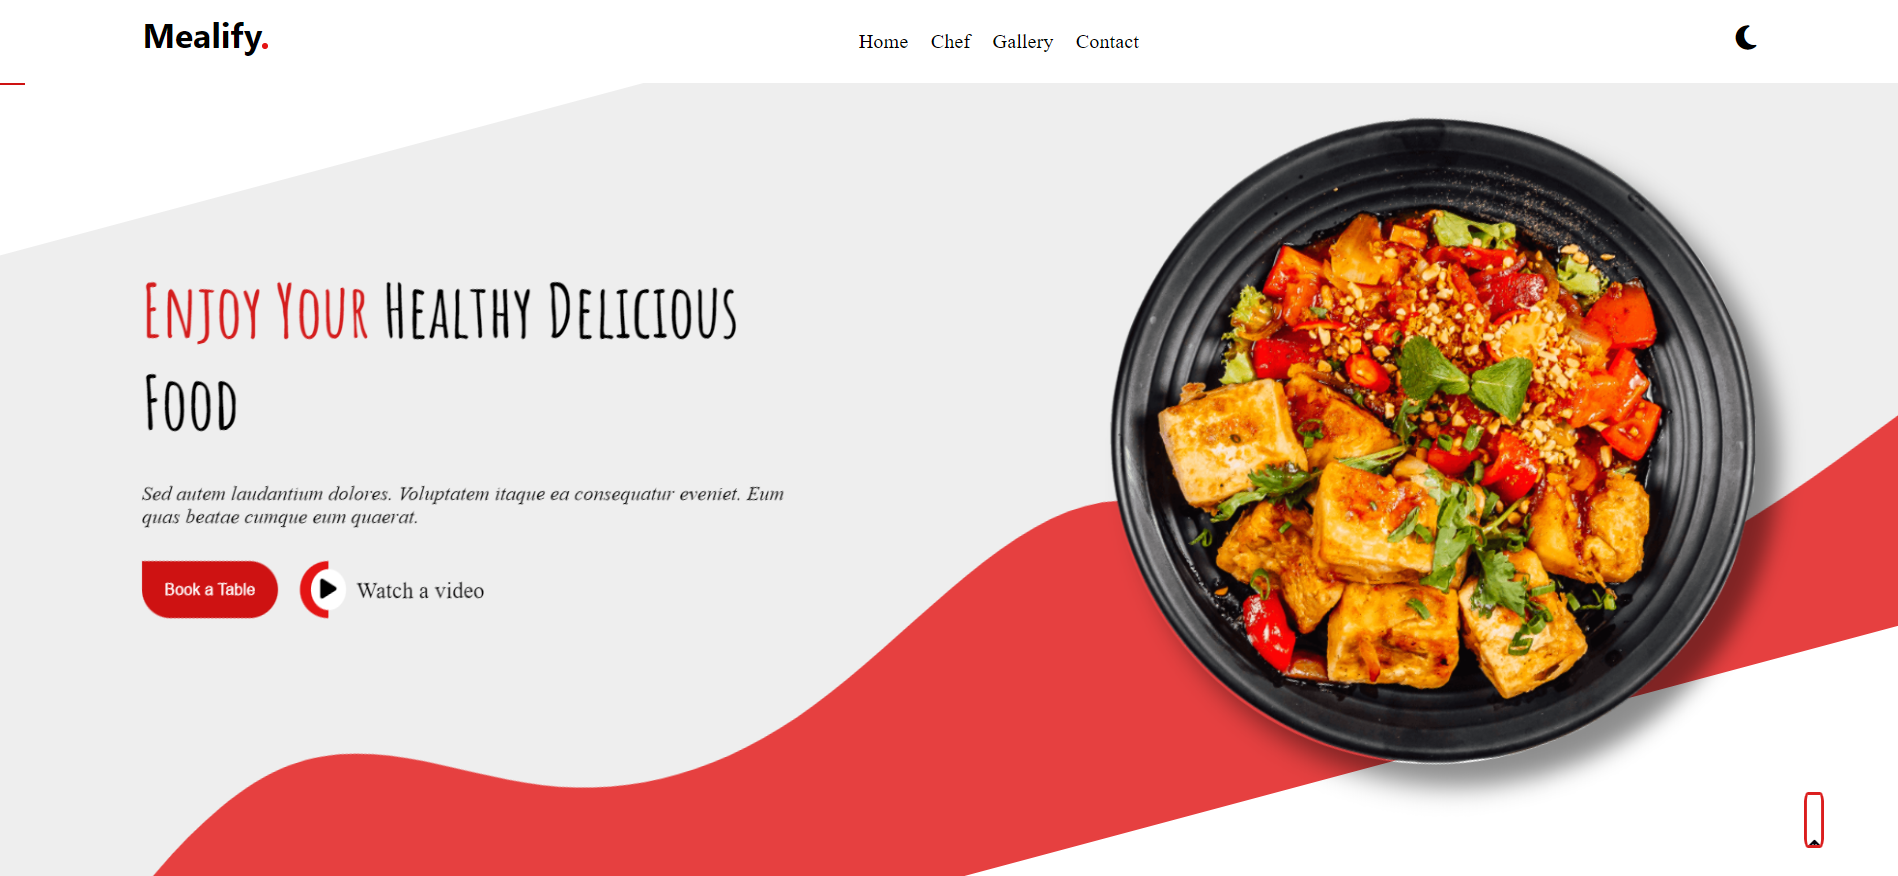 Mealify.
Home Chef Gallery Contact
Enjoy Your Healthy Delicious
Food
Sed autem laudantium dolores. Voluptatem itaque ea consequatur eveniet. Eum
quas beatae cumque eum quaerat.
Book a Table
Watch a video